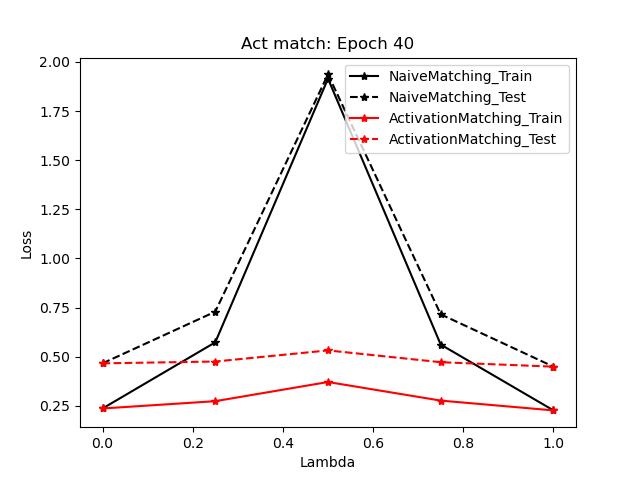 Act match: Epoch 40
2.00
1.75
1.50
1.25
1.00
0.75
0.50
0.25
Loss
NaiveMatching_Train
NaiveMatching_Test
ActivationMatching_Train
ActivationMatching_Test
0.0 0.2 0.4 0.6 0.8 1.0
Lambda